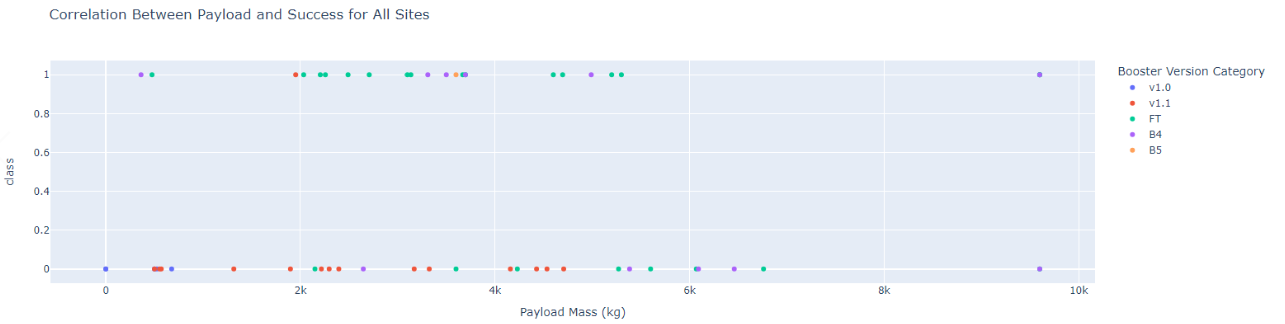 Correlation Between Payload and Success for All Sites
class
1
0.8
0.6
0.4
0.2
0
0 2k 4k 6k 8k 10k
Payload Mass (kg)
Booster Version Category
v1.0
v1.1
FT
B4
B5